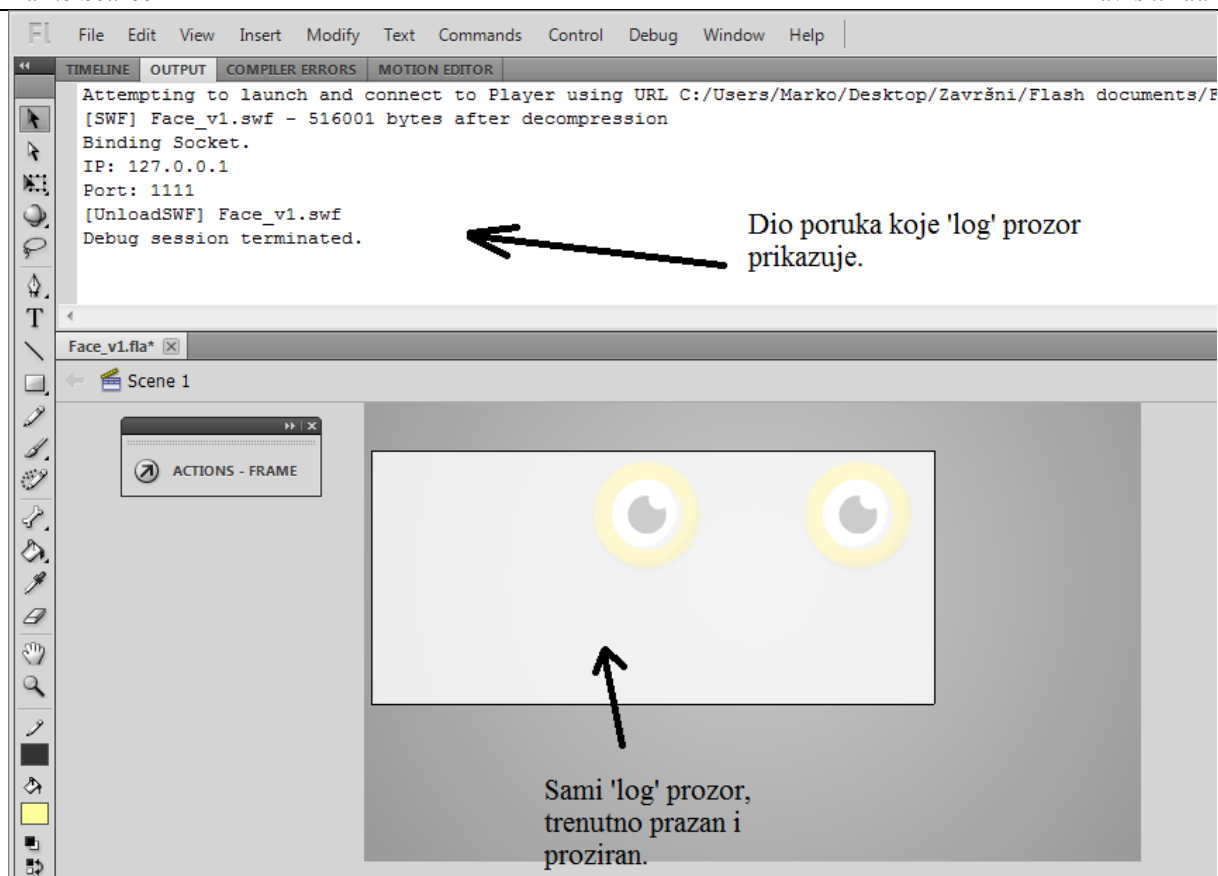 Fl File Edit View Insert Modify Text Commands Control Debug Window Help
TIMELINE OUTPUT COMPILER ERRORS MOTION EDITOR
Attempting to launch and connect to Player using URL C:/Users/Marko/Desktop/Završni/Flash documents/F
[SWF] Face_v1.swf - 516001 bytes after decompression
Binding Socket.
IP: 127.0.0.1
Port: 1111
[UnloadSWF] Face_v1.swf
Debug session terminated.
Dio poruka koje 'log' prozor
prikazuje.
T
Face_v1.fla*
Scene 1
ACTIONS - FRAME
Sami 'log' prozor,
trenutno prazan i
proziran.